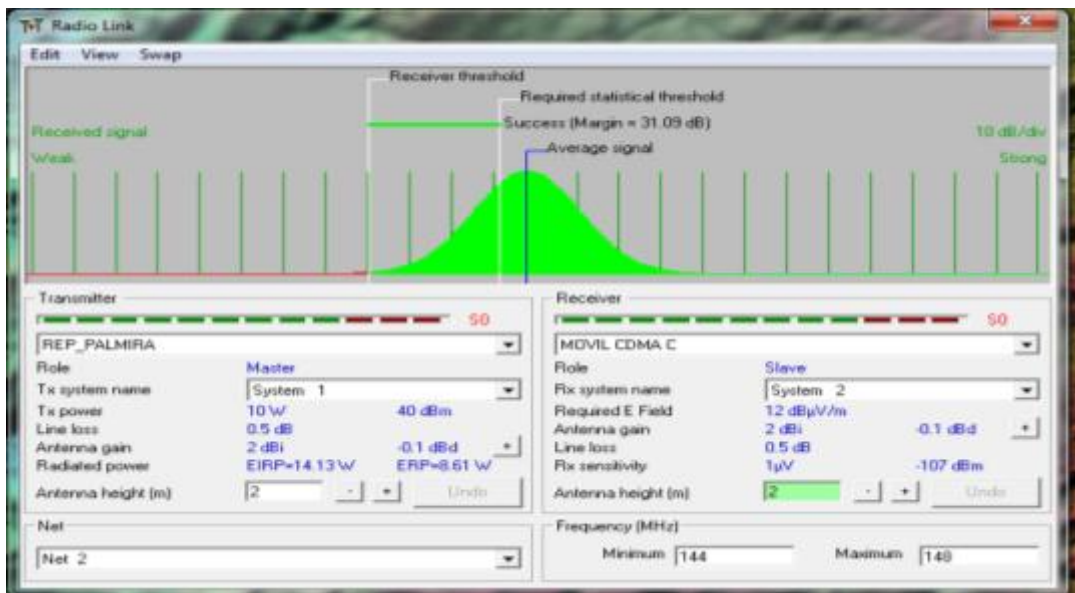 Radio Link
Edit View Swap
Receiver threshold
Required statistical threshold
Success (Margin = 31.09 dB)
Received signal
10 dB/div
Average signal
Weak
Strong
Transmitter
S0
REP_PALMIRA
Role Master
Tx system name System 1
Tx power 10 W 40 dBm
Line loss 0.5 dB
Antenna gain 2 dBi -0.1 dBd +
Radiated power EIRP=14.13 W ERP=8.61 W
Antenna height (m) 2 - + Undo
Net
Net 2
Receiver
S0
MOVIL CDMA C
Role Slave
Rx system name System 2
Required E Field 12 dBµV/m
Antenna gain 2 dBi -0.1 dBd +
Line loss 0.5 dB
Rx sensitivity 1µV -107 dBm
Antenna height (m) 2 - + Undo
Frequency (MHz)
Minimum 144 Maximum 148